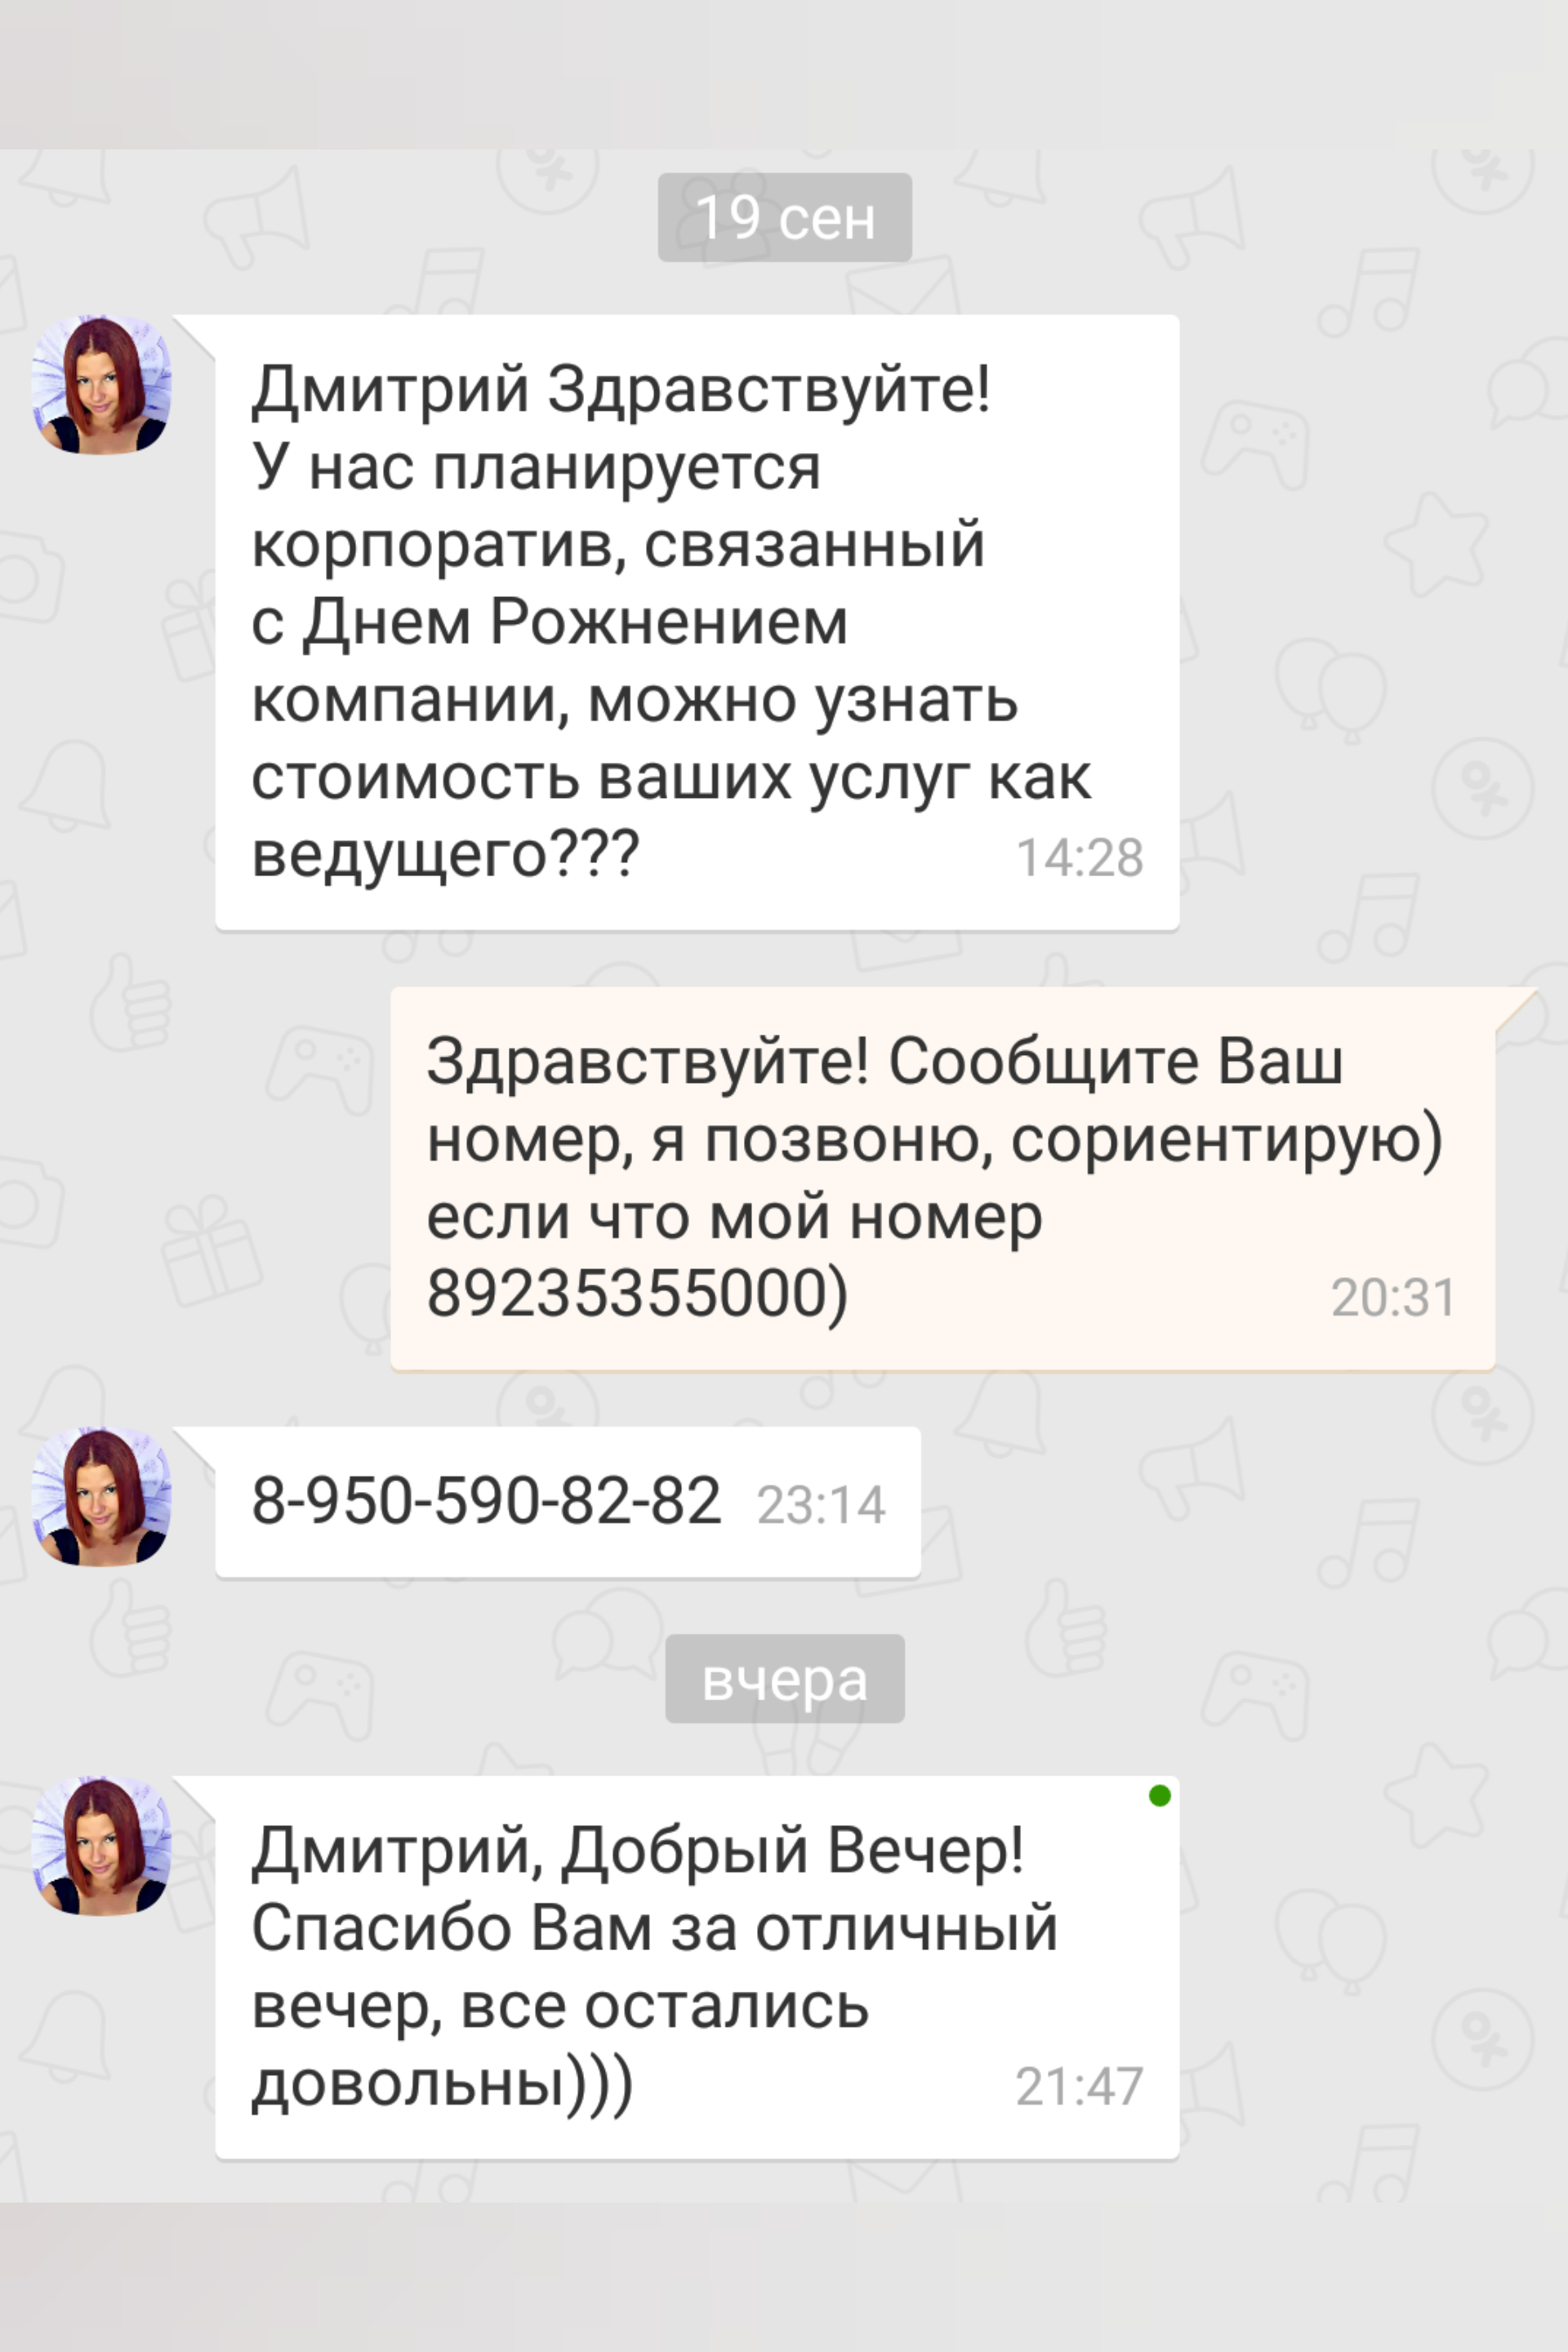 19 сен
Дмитрий Здравствуйте!
У нас планируется
корпоратив, связанный
с Днем Рожнением
компании, можно узнать
стоимость ваших услуг как
ведущего??? 14:28
Здравствуйте! Сообщите Ваш
номер, я позвоню, сориентирую)
если что мой номер
89235355000) 20:31
8-950-590-82-82 23:14
вчера
Дмитрий, Добрый Вечер!
Спасибо Вам за отличный
вечер, все остались
довольны))) 21:47